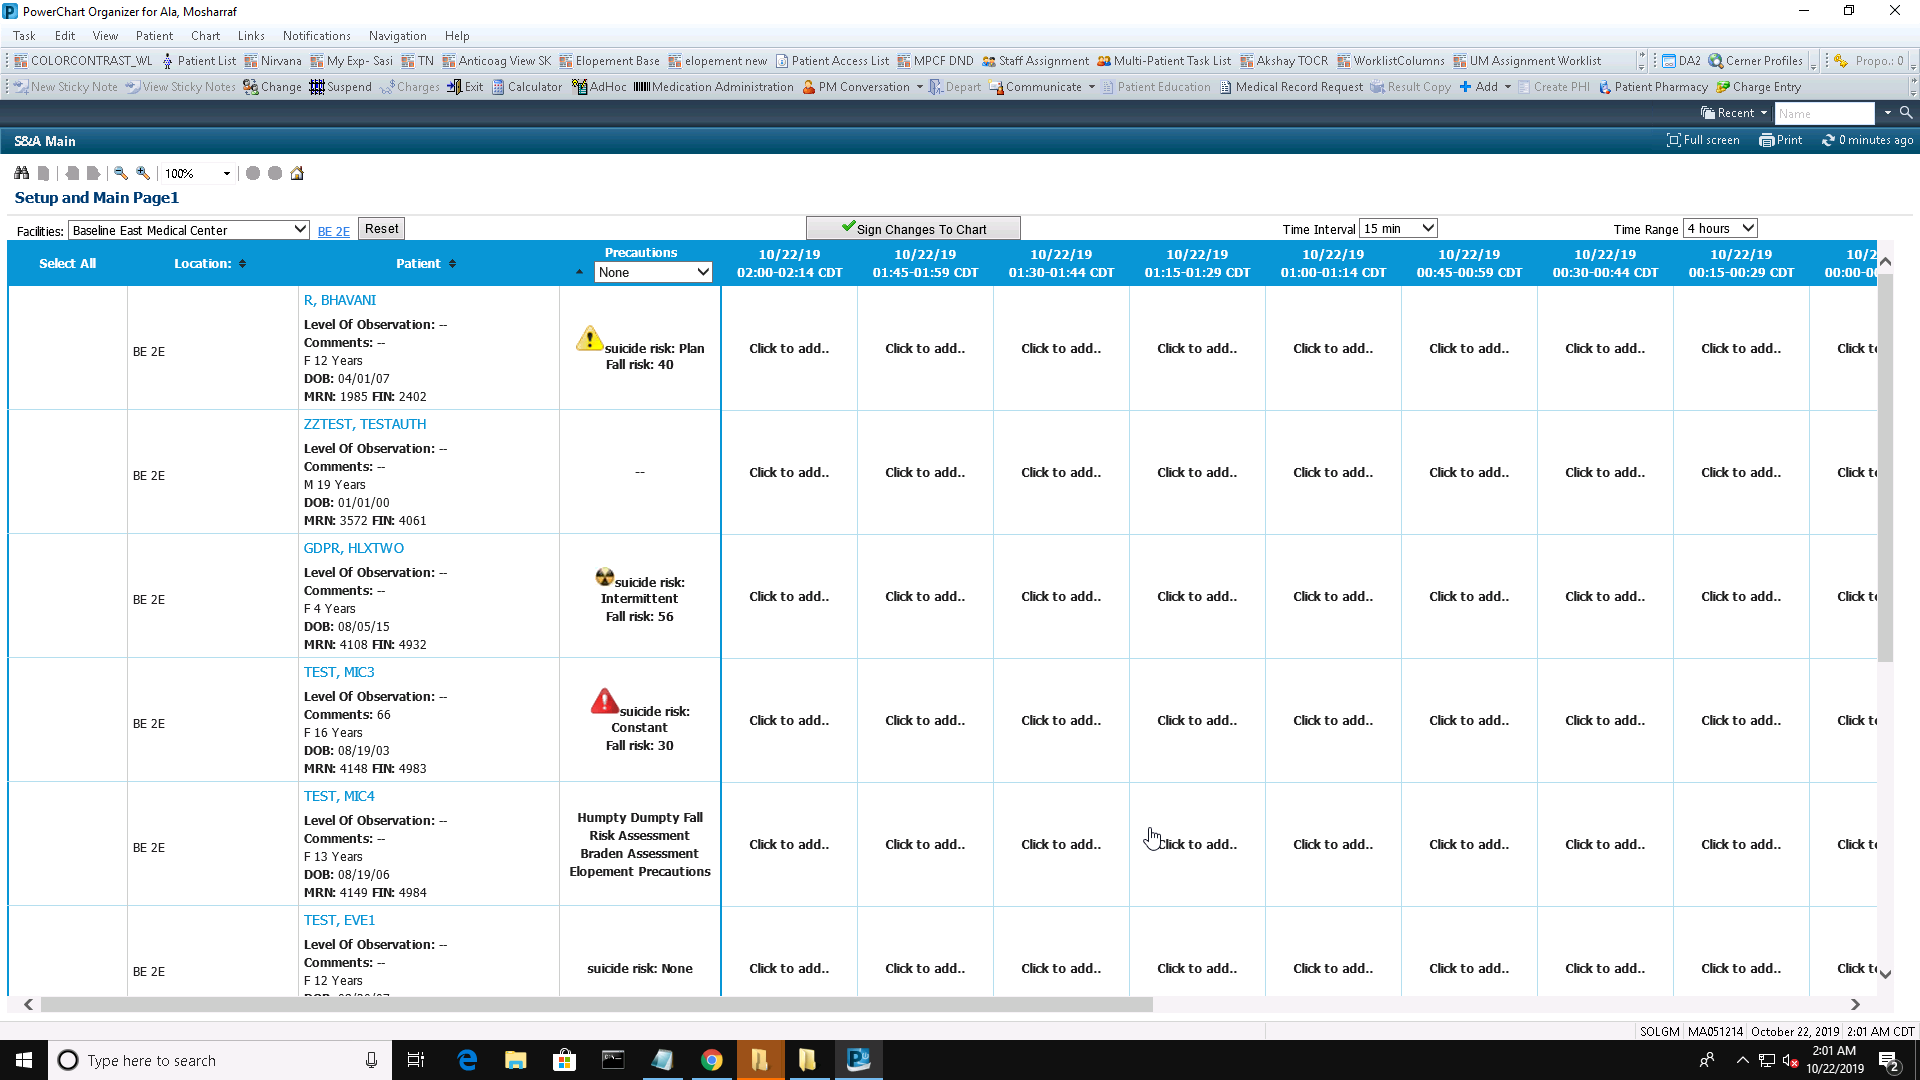 PowerChart Organizer for Ala, Mosharraf
Task Edit View Patient Chart Links Notifications Navigation Help
COLORCONTRAST_WL Patient List Nirvana My Exp- Sasi TN Anticoag View SK Elopement Base elopement new Patient Access List MPCF DND Staff Assignment Multi-Patient Task List Akshay TOCR WorklistColumns UM Assignment Worklist DA2 Cerner Profiles Propo.: 0
New Sticky Note View Sticky Notes Change Suspend Charges Exit Calculator AdHoc Medication Administration PM Conversation Depart Communicate Patient Education Medical Record Request Result Copy Add Create PHI Patient Pharmacy Charge Entry
Recent Name
S&A Main Full screen Print 0 minutes ago
100%
Setup and Main Page1
Facilities: Baseline East Medical Center BE 2E Reset Sign Changes To Chart Time Interval 15 min Time Range 4 hours
Select All Location: Patient Precautions None
10/22/19 10/22/19 10/22/19 10/22/19 10/22/19 10/22/19 10/22/19 10/22/19 10/2
02:00-02:14 CDT 01:45-01:59 CDT 01:30-01:44 CDT 01:15-01:29 CDT 01:00-01:14 CDT 00:45-00:59 CDT 00:30-00:44 CDT 00:15-00:29 CDT 00:00-0
BE 2E
R, BHAVANI
Level Of Observation: --
Comments: --
F 12 Years
DOB: 04/01/07
MRN: 1985 FIN: 2402
suicide risk: Plan
Fall risk: 40
Click to add.. Click to add.. Click to add.. Click to add.. Click to add.. Click to add.. Click to add.. Click to add.. Click t
BE 2E
ZZTEST, TESTAUTH
Level Of Observation: --
Comments: --
M 19 Years
DOB: 01/01/00
MRN: 3572 FIN: 4061
--
Click to add.. Click to add.. Click to add.. Click to add.. Click to add.. Click to add.. Click to add.. Click to add.. Click t
BE 2E
GDPR, HLXTWO
Level Of Observation: --
Comments: --
F 4 Years
DOB: 08/05/15
MRN: 4108 FIN: 4932
suicide risk:
Intermittent
Fall risk: 56
Click to add.. Click to add.. Click to add.. Click to add.. Click to add.. Click to add.. Click to add.. Click to add.. Click t
BE 2E
TEST, MIC3
Level Of Observation: --
Comments: 66
F 16 Years
DOB: 08/19/03
MRN: 4148 FIN: 4983
suicide risk:
Constant
Fall risk: 30
Click to add.. Click to add.. Click to add.. Click to add.. Click to add.. Click to add.. Click to add.. Click to add.. Click t
BE 2E
TEST, MIC4
Level Of Observation: --
Comments: --
F 13 Years
DOB: 08/19/06
MRN: 4149 FIN: 4984
Humpty Dumpty Fall
Risk Assessment
Braden Assessment
Elopement Precautions
Click to add.. Click to add.. Click to add.. Click to add.. Click to add.. Click to add.. Click to add.. Click to add.. Click t
BE 2E
TEST, EVE1
Level Of Observation: --
Comments: --
F 12 Years
suicide risk: None
Click to add.. Click to add.. Click to add.. Click to add.. Click to add.. Click to add.. Click to add.. Click to add.. Click t
SOLGM MA051214 October 22, 2019 2:01 AM CDT
Type here to search
2:01 AM
10/22/2019
2